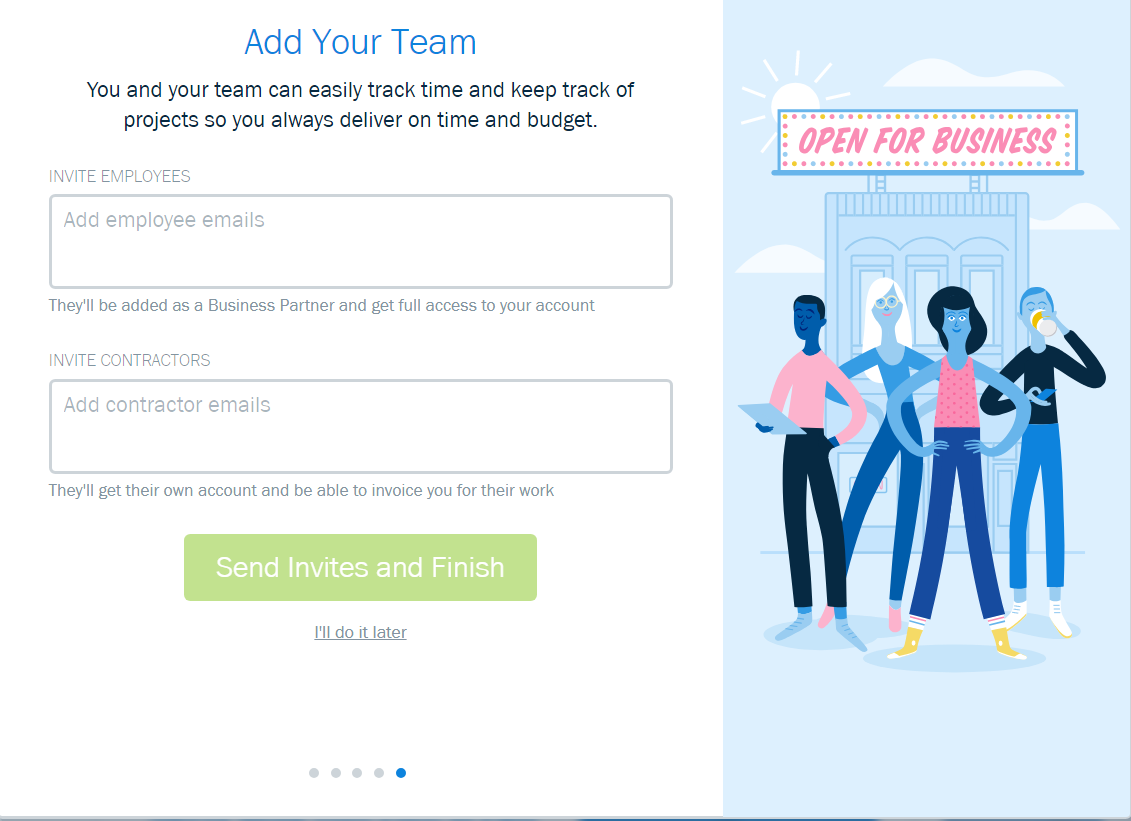 Add Your Team
You and your team can easily track time and keep track of
projects so you always deliver on time and budget.
INVITE EMPLOYEES
Add employee emails
They'll be added as a Business Partner and get full access to your account
INVITE CONTRACTORS
Add contractor emails
They'll get their own account and be able to invoice you for their work
Send Invites and Finish
I'll do it later
OPEN FOR BUSINESS